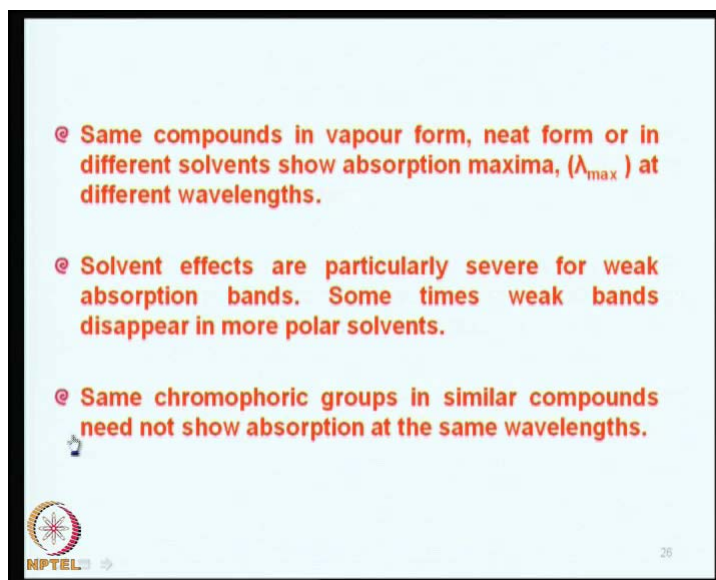 Same compounds in vapour form, neat form or in
different solvents show absorption maxima, (λmax ) at
different wavelengths.
Solvent effects are particularly severe for weak
absorption bands. Some times weak bands
disappear in more polar solvents.
Same chromophoric groups in similar compounds
need not show absorption at the same wavelengths.
NPTEL
26